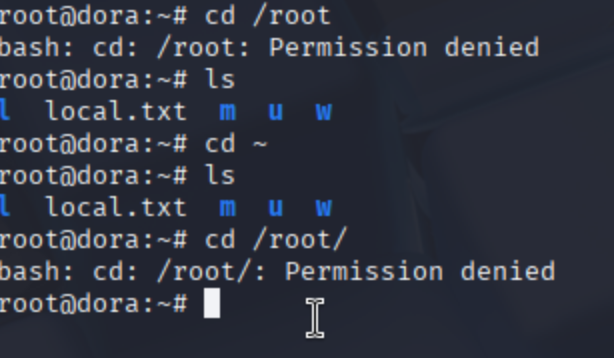 root@dora:~# cd /root
bash: cd: /root: Permission denied
root@dora:~# ls
l  local.txt  m  u  w
root@dora:~# cd ~
root@dora:~# ls
l  local.txt  m  u  w
root@dora:~# cd /root/
bash: cd: /root/: Permission denied
root@dora:~#